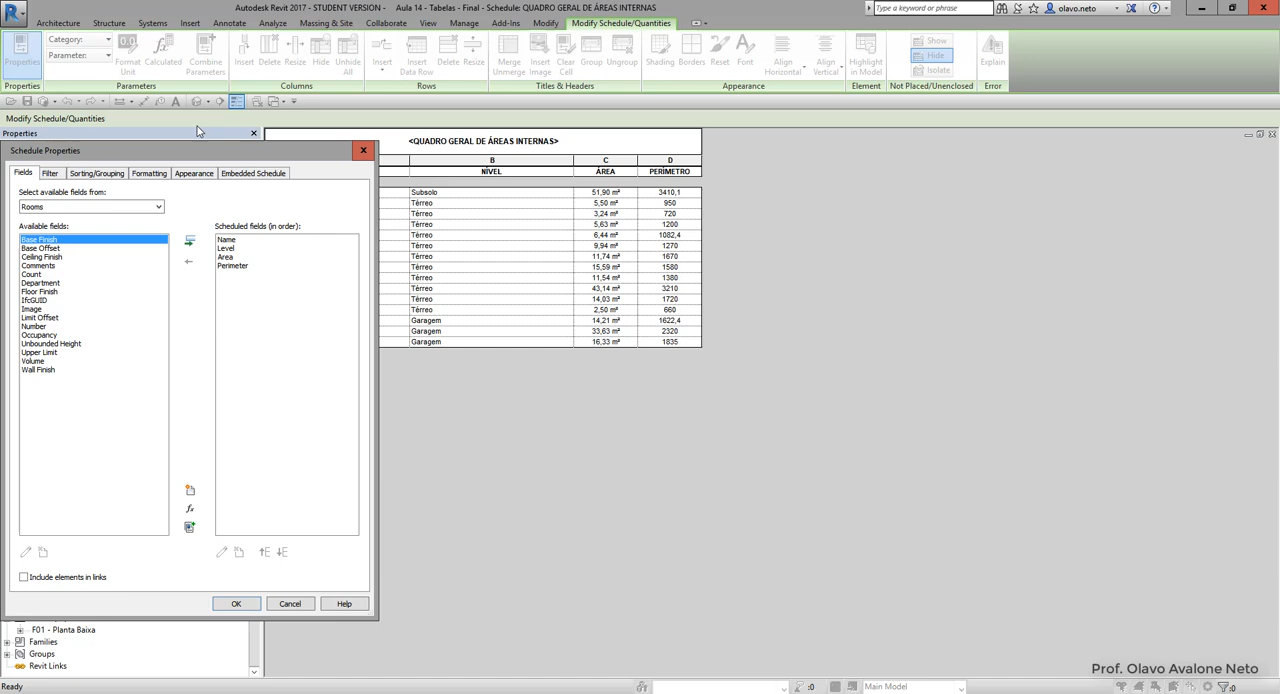 Autodesk Revit 2017 - STUDENT VERSION - Aula 14 - Tabelas - Final - Schedule: QUADRO GERAL DE ÁREAS INTERNAS
Type a keyword or phrase
olavo.neto
Architecture Structure Systems Insert Annotate Analyze Massing & Site Collaborate View Manage Add-Ins Modify Modify Schedule/Quantities
Properties
Category:
Parameter:
Format Unit
Calculated
Combine Parameters
Insert
Delete
Resize
Hide
Unhide All
Insert
Insert Data Row
Delete
Resize
Merge Unmerge
Insert Image
Clear Cell
Group
Ungroup
Shading
Borders
Reset
Font
Align Horizontal
Align Vertical
Highlight in Model
Show
Hide
Isolate
Explain
Properties Parameters Columns Rows Titles & Headers Appearance Element Not Placed/Unenclosed Error
Modify Schedule/Quantities
Properties
Schedule Properties
Fields Filter Sorting/Grouping Formatting Appearance Embedded Schedule
Select available fields from:
Rooms
Available fields:
Base Finish
Base Offset
Ceiling Finish
Comments
Count
Department
Floor Finish
IfcGUID
Image
Limit Offset
Number
Occupancy
Unbounded Height
Upper Limit
Volume
Wall Finish
Scheduled fields (in order):
Name
Level
Area
Perimeter
Include elements in links
OK Cancel Help
<QUADRO GERAL DE ÁREAS INTERNAS>
B C D
NÍVEL ÁREA PERÍMETRO
Subsolo 51,90 m² 3410,1
Térreo 5,50 m² 950
Térreo 3,24 m² 720
Térreo 5,63 m² 1200
Térreo 6,44 m² 1082,4
Térreo 9,94 m² 1270
Térreo 11,74 m² 1670
Térreo 15,59 m² 1580
Térreo 11,54 m² 1380
Térreo 43,14 m² 3210
Térreo 14,03 m² 1720
Térreo 2,50 m² 660
Garagem 14,21 m² 1622,4
Garagem 33,63 m² 2320
Garagem 16,33 m² 1835
F01 - Planta Baixa
Families
Groups
Revit Links
Prof. Olavo Avalone Neto
Ready
:0
Main Model
:0